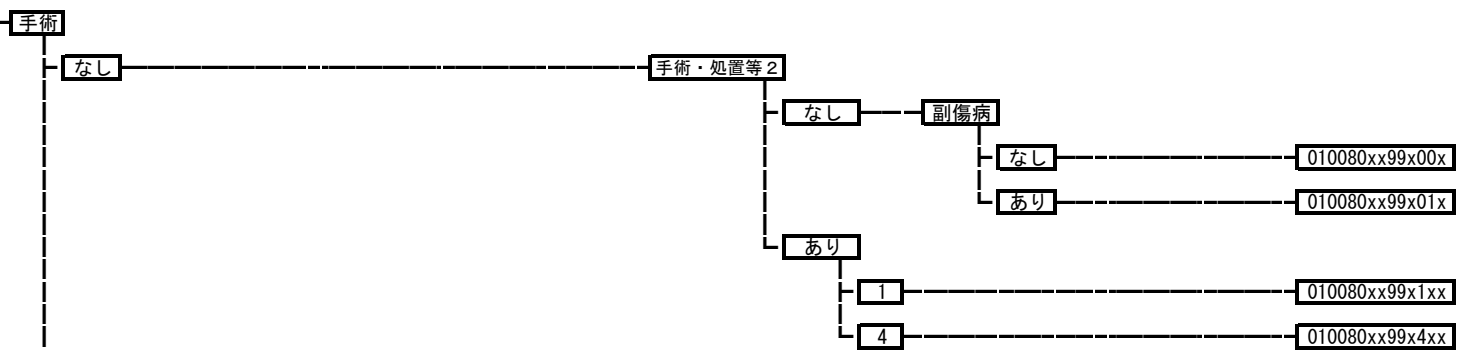 手術
なし 手術・処置等2
なし 副傷病
なし 010080xx99x00x
あり 010080xx99x01x
あり
1 010080xx99x1xx
4 010080xx99x4xx